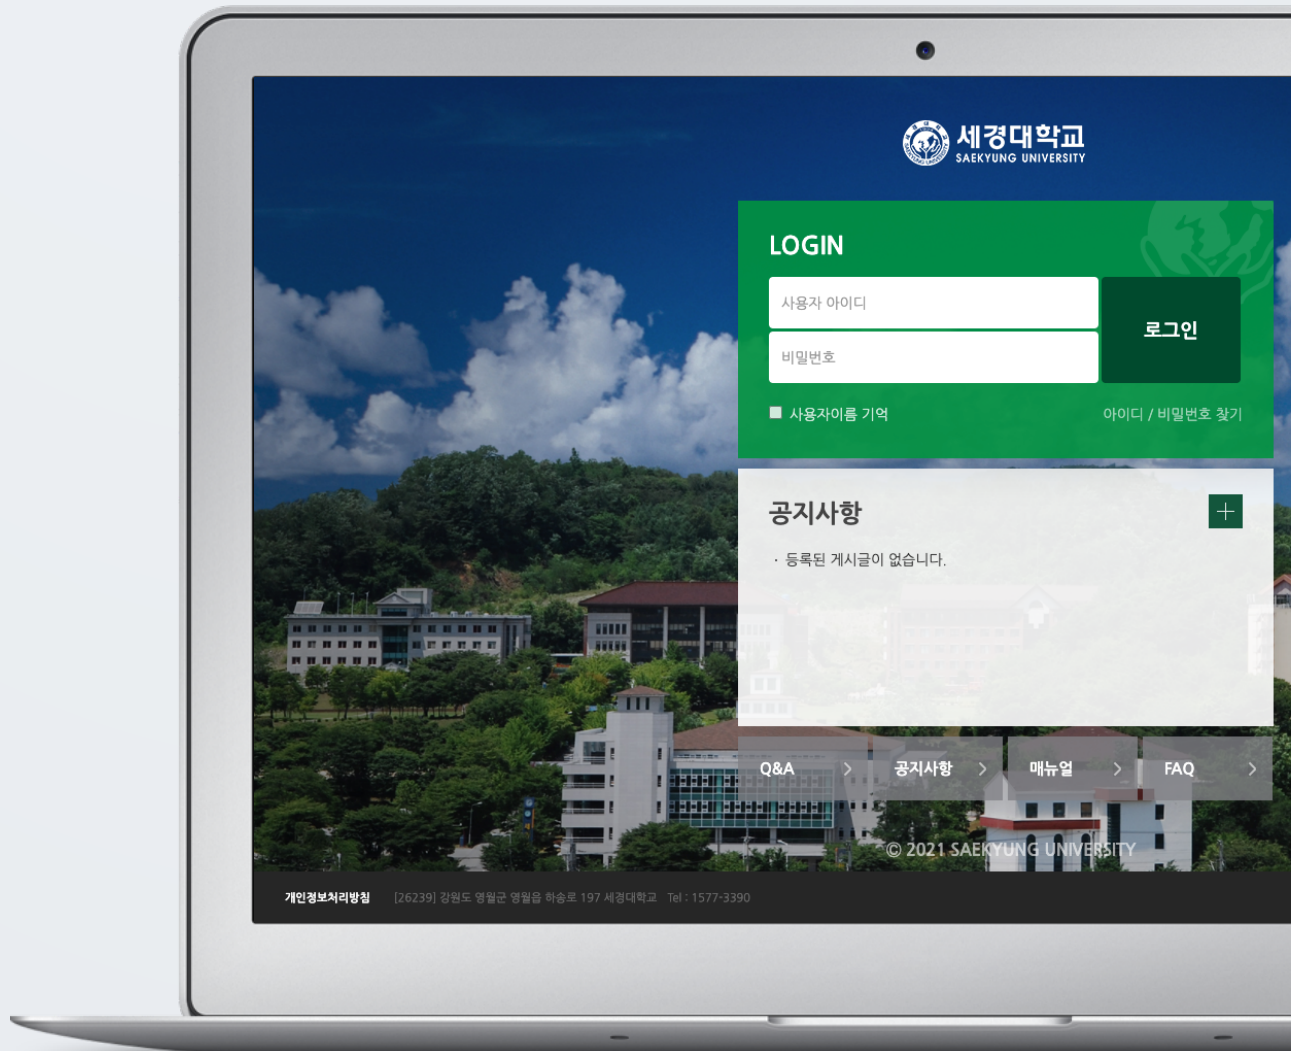 세경대학교
SAEKYUNG UNIVERSITY
LOGIN
사용자 아이디
비밀번호
로그인
사용자이름 기억
아이디 / 비밀번호 찾기
공지사항
· 등록된 게시글이 없습니다.
Q&A
공지사항
매뉴얼
FAQ
© 2021 SAEKYUNG UNIVERSITY
개인정보처리방침 [26239] 강원도 영월군 영월읍 하송로 197 세경대학교 Tel : 1577-3390